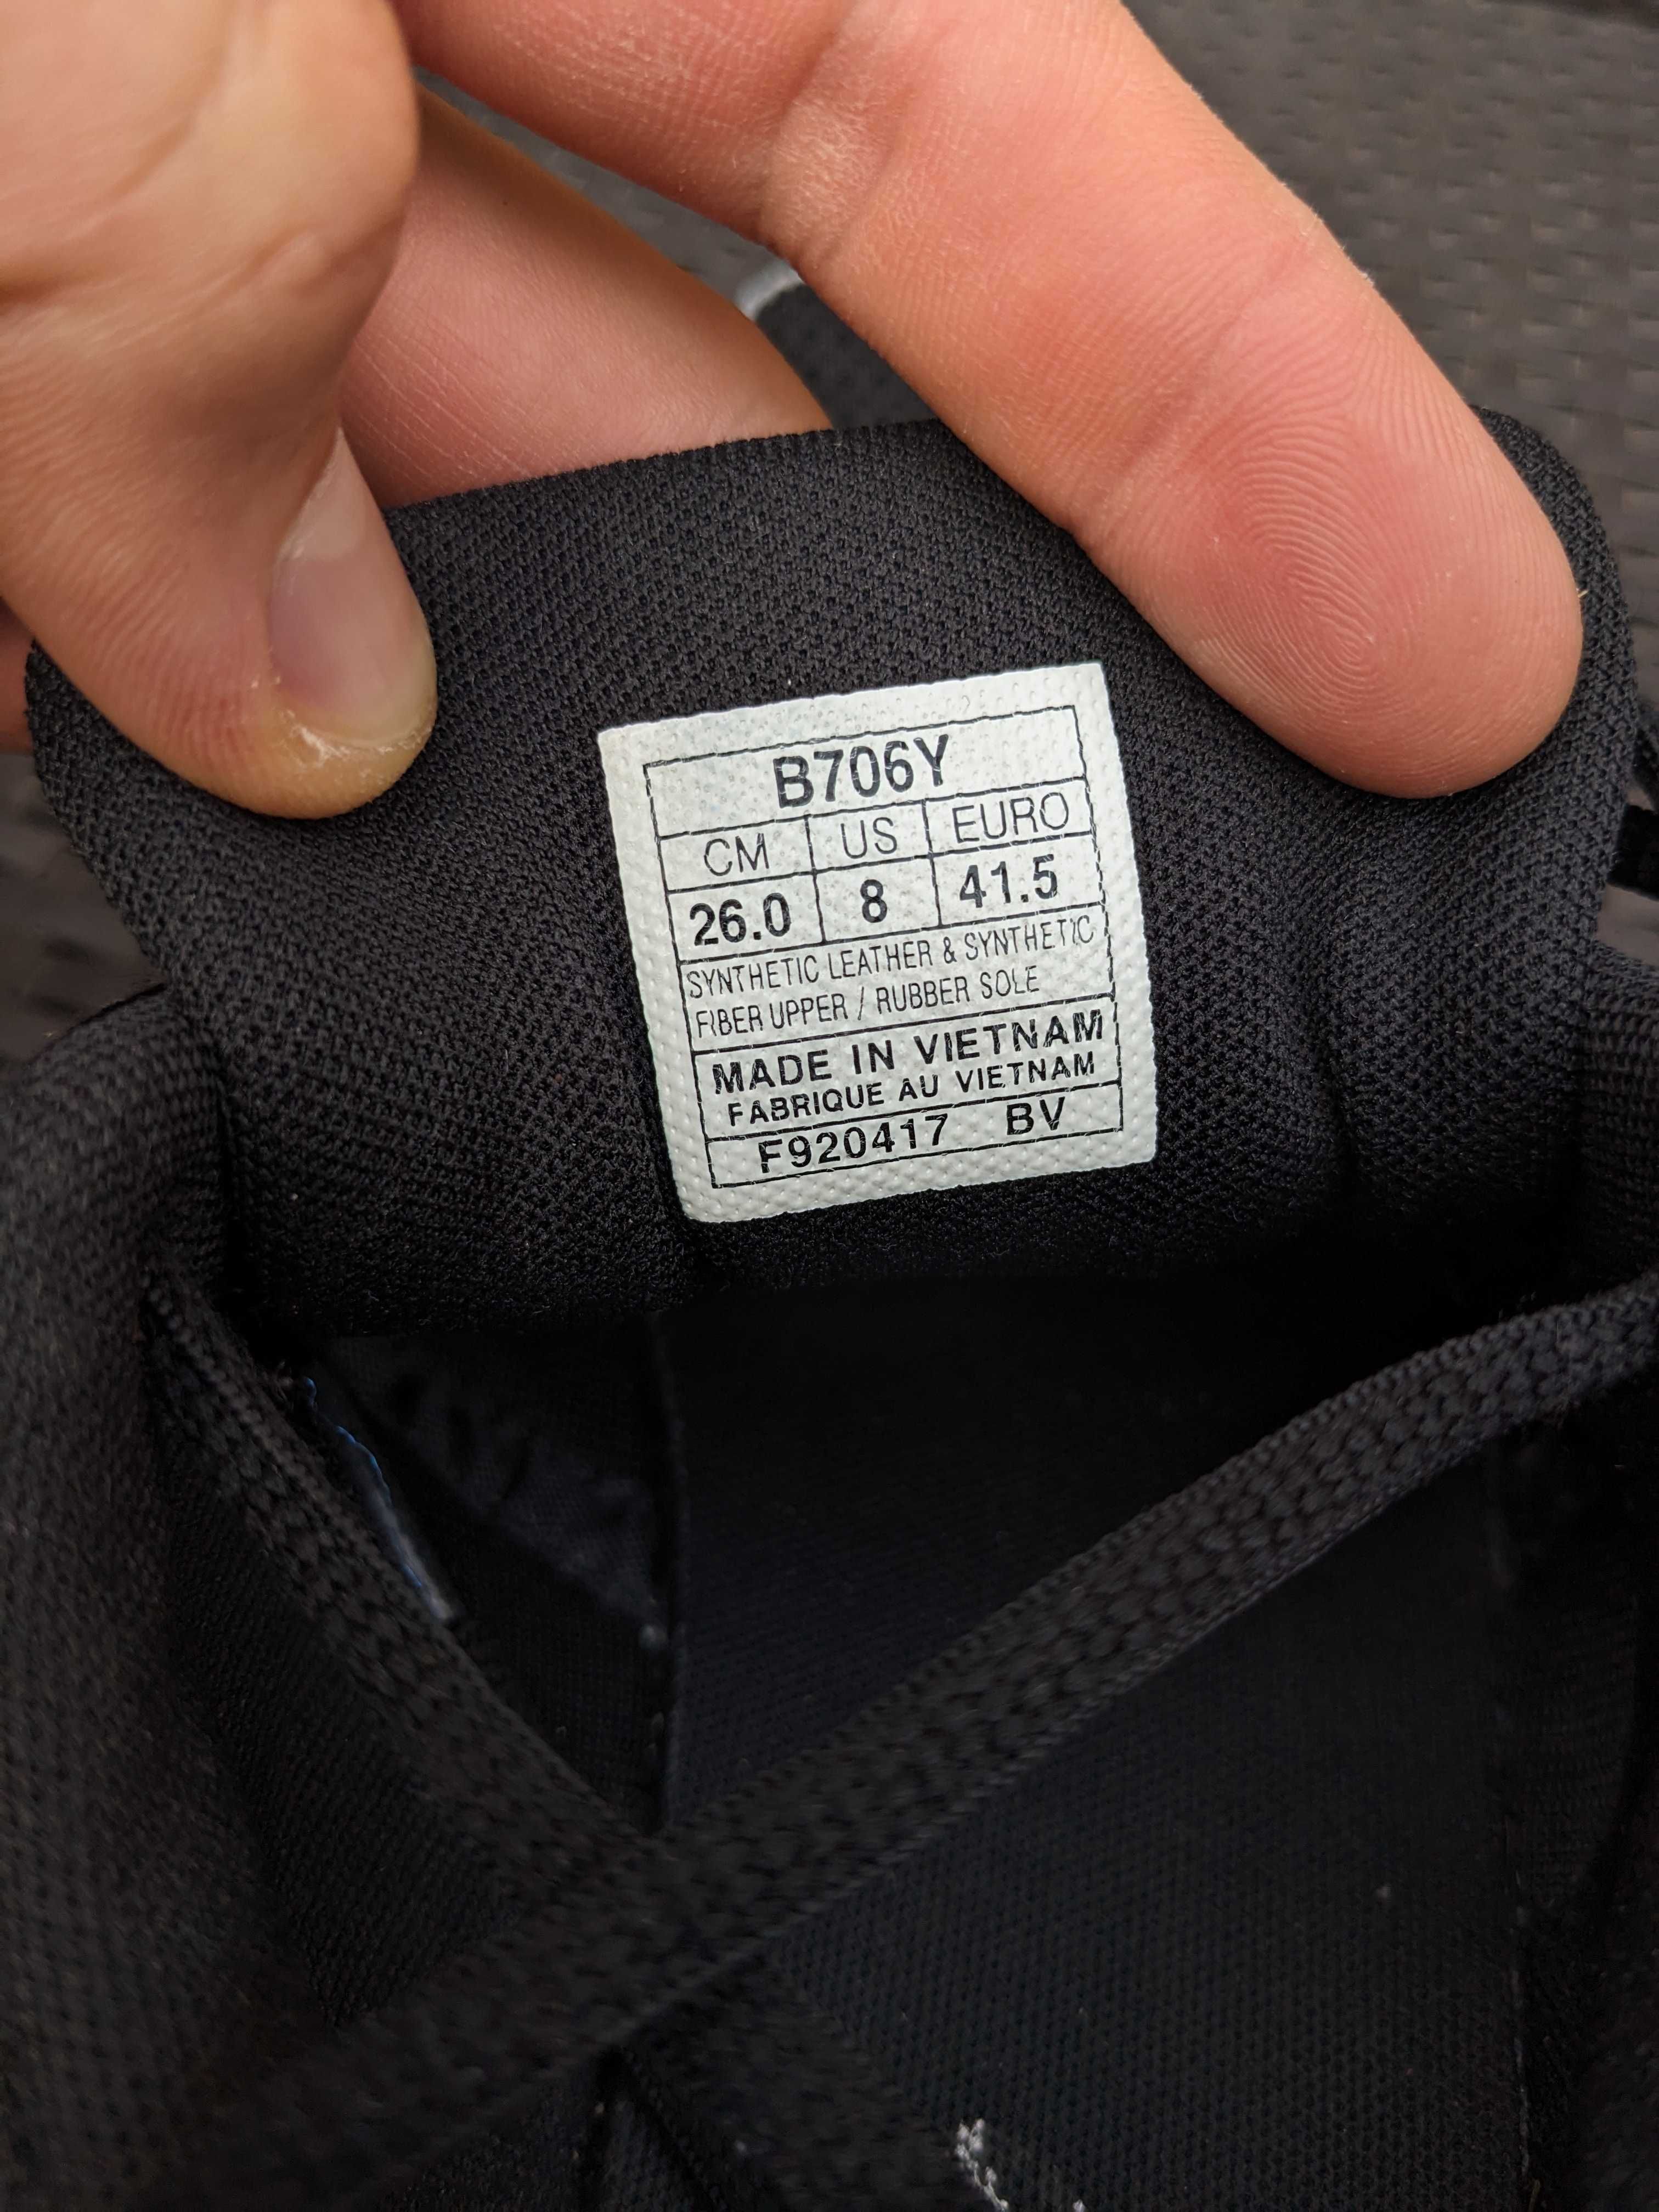 B706Y
CM US EURO
26.0 8 41.5
SYNTHETIC LEATHER & SYNTHETIC
FIBER UPPER / RUBBER SOLE
MADE IN VIETNAM
FABRIQUE AU VIETNAM
F920417 BV